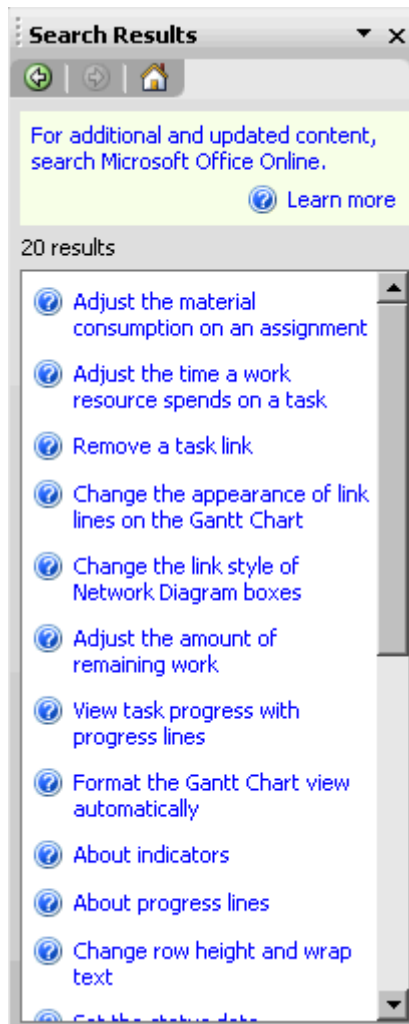 Search Results
For additional and updated content,
search Microsoft Office Online.
Learn more
20 results
Adjust the material
consumption on an assignment
Adjust the time a work
resource spends on a task
Remove a task link
Change the appearance of link
lines on the Gantt Chart
Change the link style of
Network Diagram boxes
Adjust the amount of
remaining work
View task progress with
progress lines
Format the Gantt Chart view
automatically
About indicators
About progress lines
Change row height and wrap
text
Set the status date